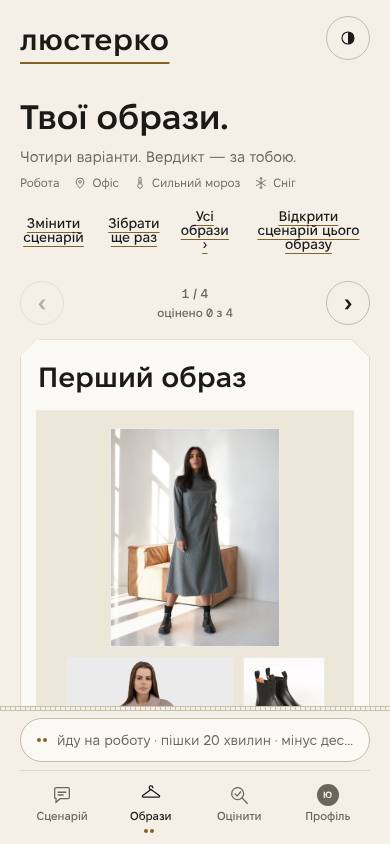 люстерко
Твої образи.
Чотири варіанти. Вердикт — за тобою.
Робота Офіс Сильний мороз Сніг
Змінити
сценарій
Зібрати
ще раз
Усі
образи
›
Відкрити
сценарій цього
образу
‹
1 / 4
оцінено 0 з 4
›
Перший образ
йду на роботу · пішки 20 хвилин · мінус дес...
Сценарій
Образи
Оцінити
Ю
Профіль